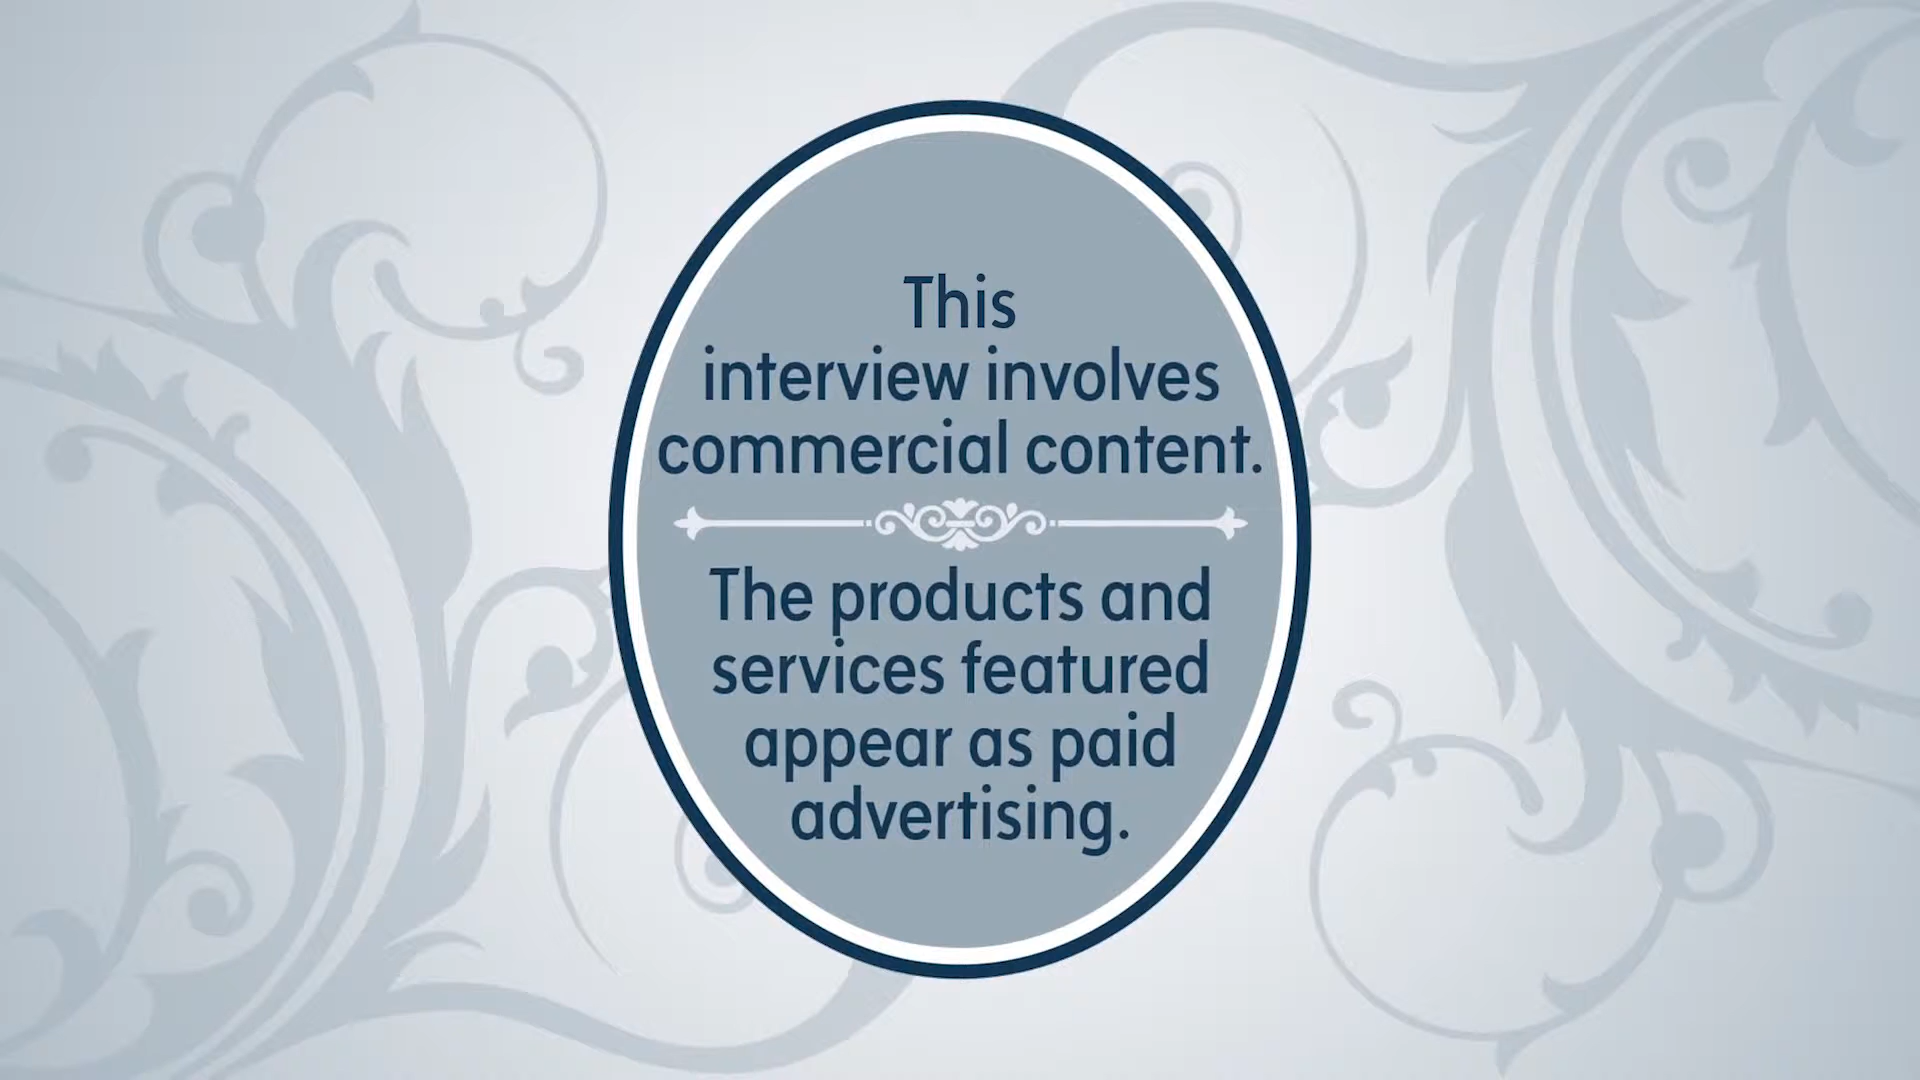 This
interview involves
commercial content.
The products and
services featured
appear as paid
advertising.